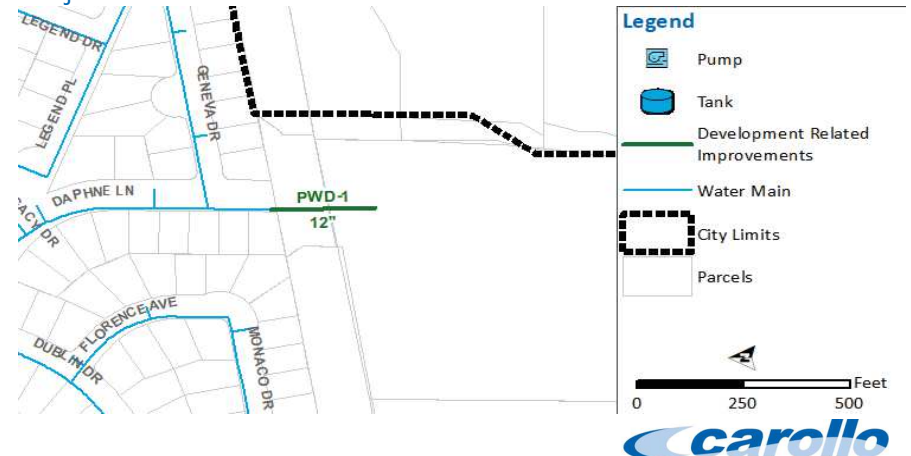 LEGEND DR
LEGEND PL
GENEVA DR
DAPHNE LN
PWD-1
12"
FLORENCE AVE
DUBLIN DR
MONACO DR
Legend
Pump
Tank
Development Related
Improvements
Water Main
City Limits
Parcels
Feet
0 250 500
carollo